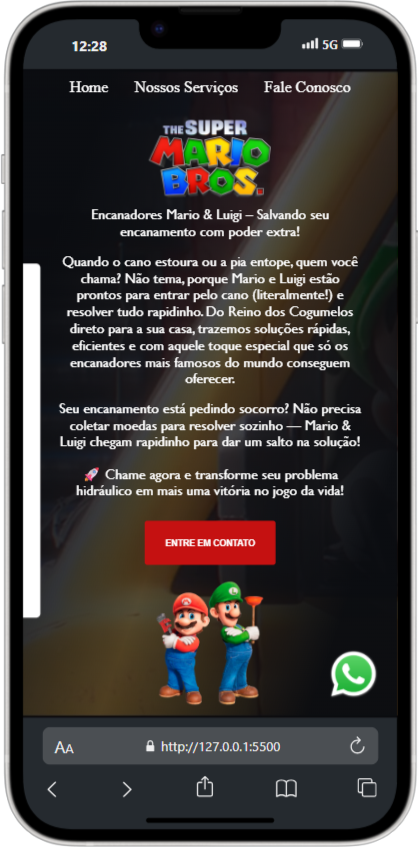 12:28
5G
Home Nossos Serviços Fale Conosco
THE SUPER
MARIO
BROS.
Encanadores Mario & Luigi – Salvando seu
encanamento com poder extra!
Quando o cano estoura ou a pia entope, quem você
chama? Não tema, porque Mario e Luigi estão
prontos para entrar pelo cano (literalmente!) e
resolver tudo rapidinho. Do Reino dos Cogumelos
direto para a sua casa, trazemos soluções rápidas,
eficientes e com aquele toque especial que só os
encanadores mais famosos do mundo conseguem
oferecer.
Seu encanamento está pedindo socorro? Não precisa
coletar moedas para resolver sozinho — Mario &
Luigi chegam rapidinho para dar um salto na solução!
🚀 Chame agora e transforme seu problema
hidráulico em mais uma vitória no jogo da vida!
ENTRE EM CONTATO
AA http://127.0.0.1:5500